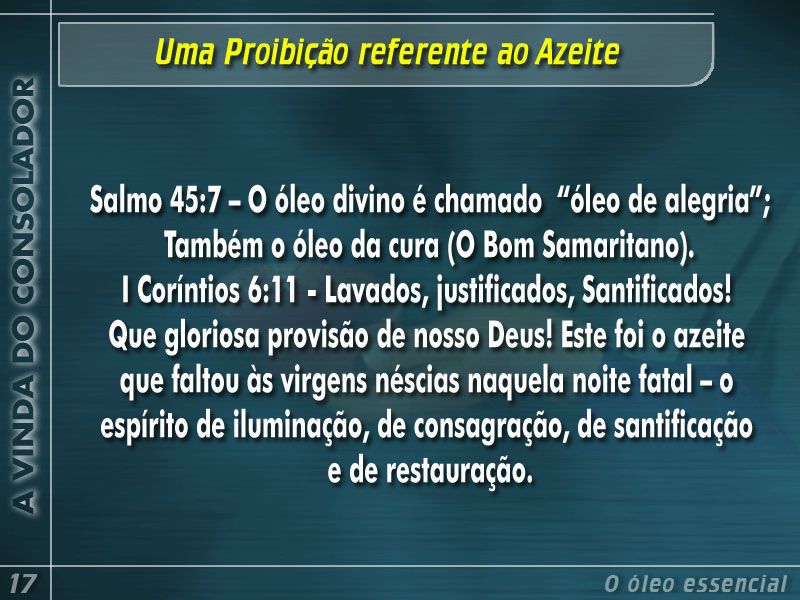 Uma Proibição referente ao Azeite
A VINDA DO CONSOLADOR
Salmo 45:7 – O óleo divino é chamado “óleo de alegria”;
Também o óleo da cura (O Bom Samaritano).
I Coríntios 6:11 - Lavados, justificados, Santificados!
Que gloriosa provisão de nosso Deus! Este foi o azeite
que faltou às virgens néscias naquela noite fatal – o
espírito de iluminação, de consagração, de santificação
e de restauração.
17
O óleo essencial